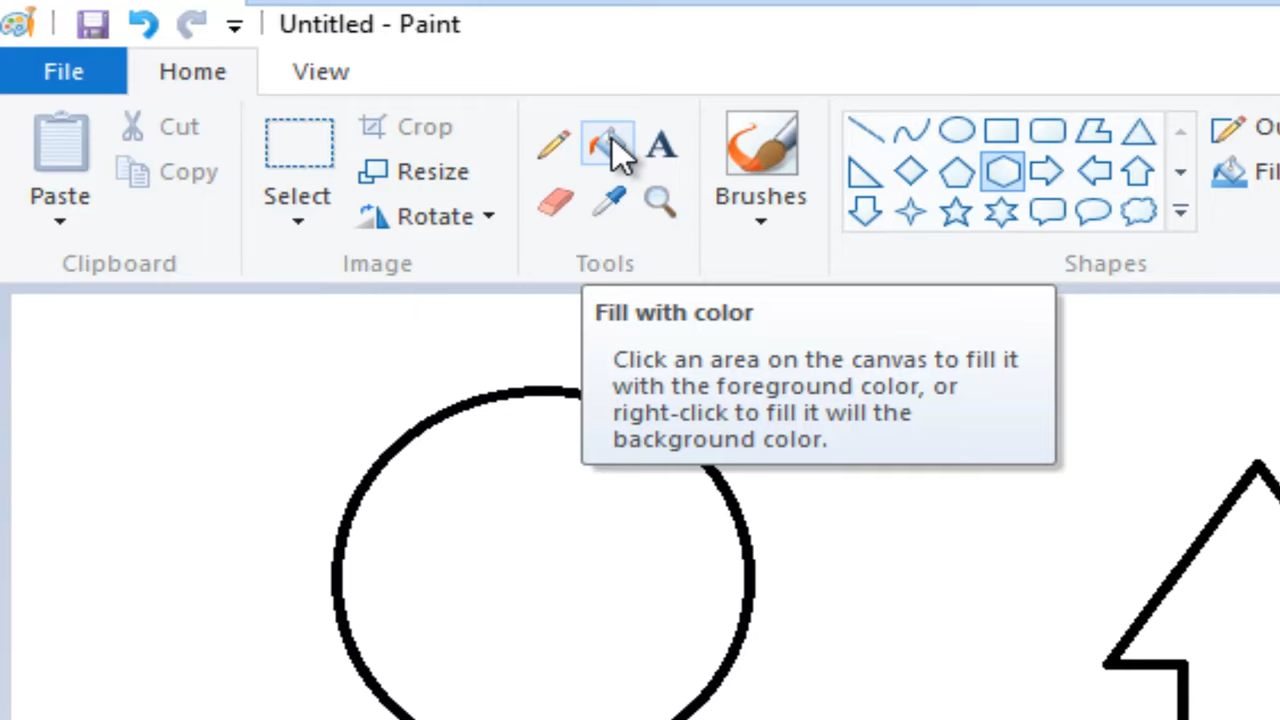 Untitled - Paint
File Home View
Cut
Crop
Copy
Resize
Paste
Select
Rotate
Brushes
Clipboard
Image
Tools
Shapes
A
Fill with color
Click an area on the canvas to fill it
with the foreground color, or
right-click to fill it will the
background color.